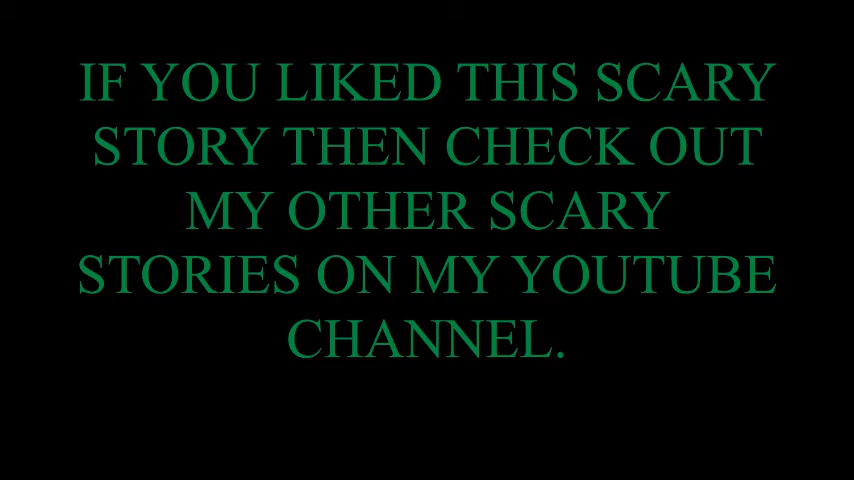 IF YOU LIKED THIS SCARY
STORY THEN CHECK OUT
MY OTHER SCARY
STORIES ON MY YOUTUBE
CHANNEL.